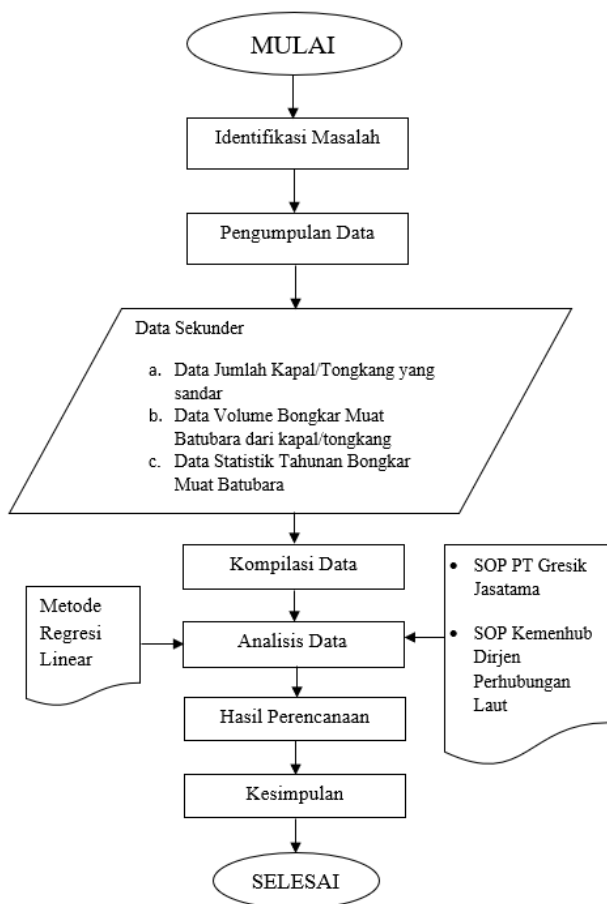 MULAI
Identifikasi Masalah
Pengumpulan Data
Data Sekunder
a. Data Jumlah Kapal/Tongkang yang
sandar
b. Data Volume Bongkar Muat
Batubara dari kapal/tongkang
c. Data Statistik Tahunan Bongkar
Muat Batubara
Kompilasi Data
Metode
Regresi
Linear
Analisis Data
• SOP PT Gresik
Jasatama
• SOP Kemenhub
Dirjen
Perhubungan
Laut
Hasil Perencanaan
Kesimpulan
SELESAI